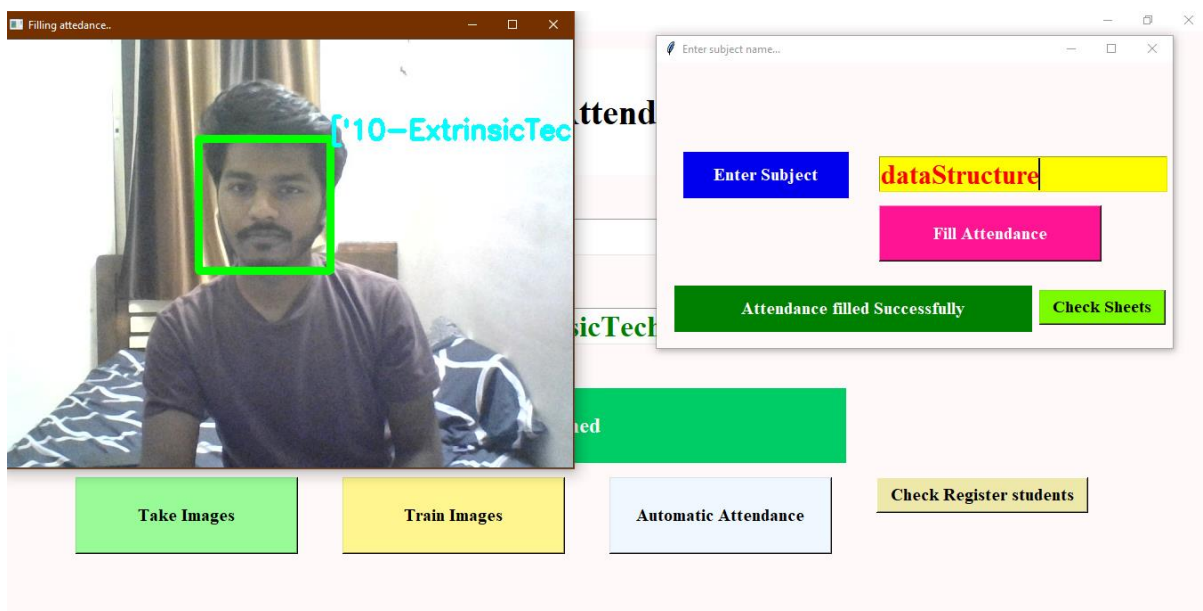 Filling attedance..
['10-ExtrinsicTec
Enter subject name...
ttend
Enter Subject
dataStructure
Fill Attendance
Attendance filled Successfully
Check Sheets
sicTech
ned
Take Images
Train Images
Automatic Attendance
Check Register students